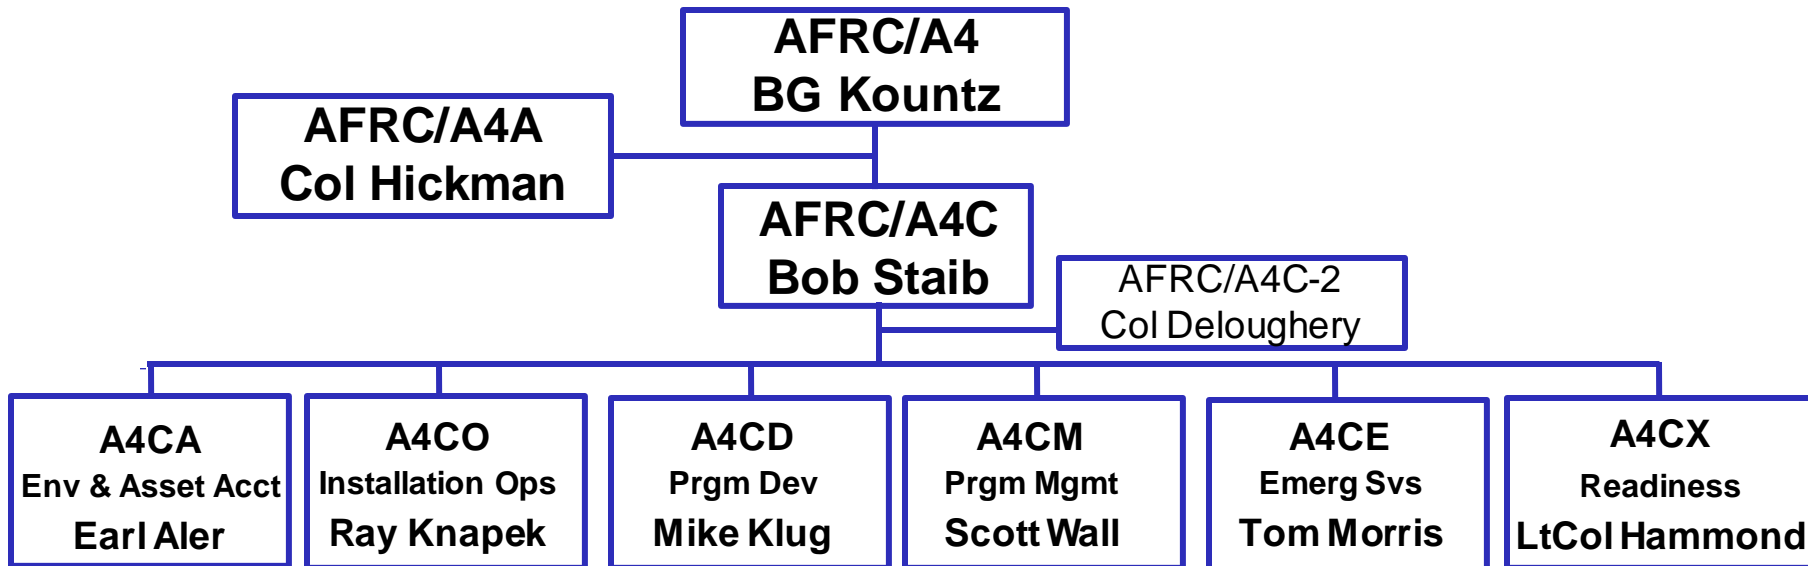 AFRC/A4
BG Kountz
AFRC/A4A
Col Hickman
AFRC/A4C
Bob Staib
AFRC/A4C-2
Col Deloughery
A4CA
Env & Asset Acct
Earl Aler
A4CO
Installation Ops
Ray Knapek
A4CD
Prgm Dev
Mike Klug
A4CM
Prgm Mgmt
Scott Wall
A4CE
Emerg Svs
Tom Morris
A4CX
Readiness
LtCol Hammond